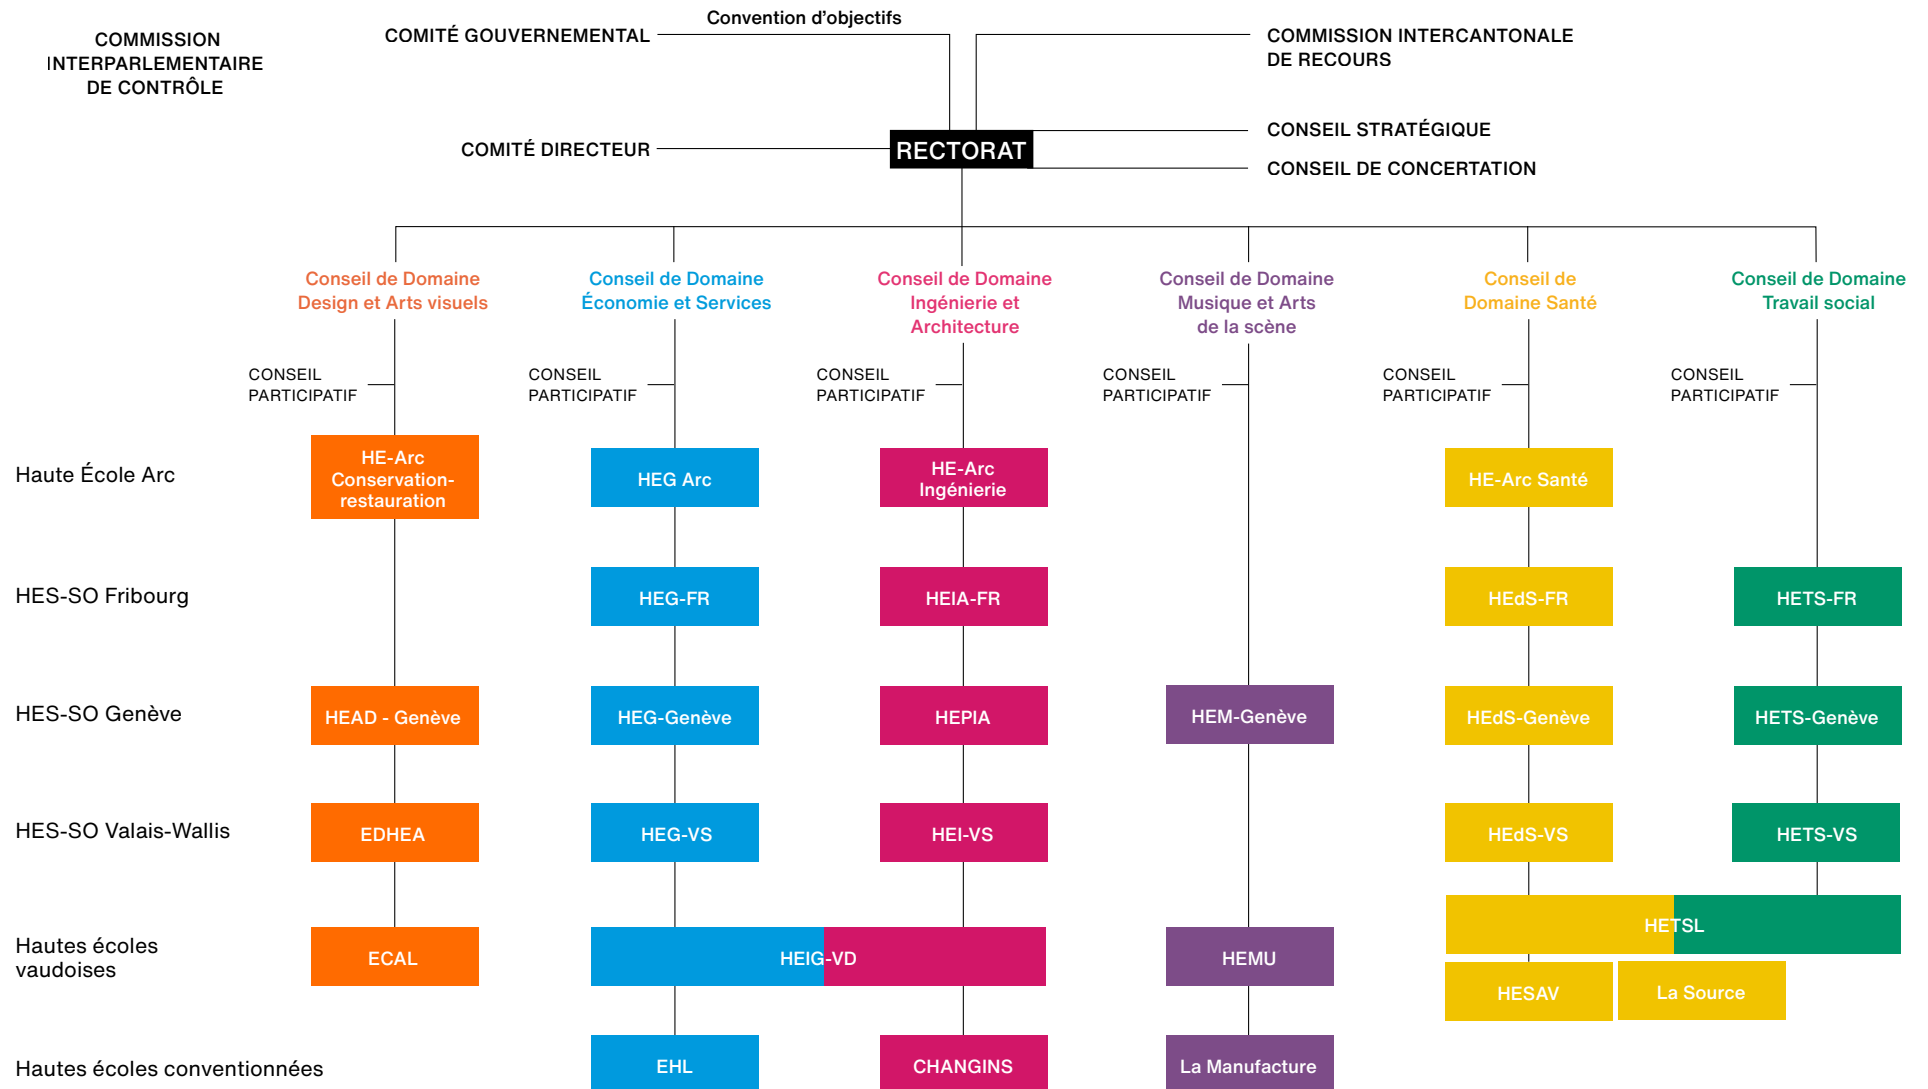 Convention d'objectifs
COMMISSION
INTERPARLEMENTAIRE
DE CONTRÔLE
COMITÉ GOUVERNEMENTAL
COMMISSION INTERCANTONALE
DE RECOURS
COMITÉ DIRECTEUR
RECTORAT
CONSEIL STRATÉGIQUE
CONSEIL DE CONCERTATION
Conseil de Domaine
Design et Arts visuels
Conseil de Domaine
Économie et Services
Conseil de Domaine
Ingénierie et
Architecture
Conseil de Domaine
Musique et Arts
de la scène
Conseil de
Domaine Santé
Conseil de Domaine
Travail social
CONSEIL
PARTICIPATIF
CONSEIL
PARTICIPATIF
CONSEIL
PARTICIPATIF
CONSEIL
PARTICIPATIF
CONSEIL
PARTICIPATIF
CONSEIL
PARTICIPATIF
Haute École Arc
HE-Arc
Conservation-
restauration
HEG Arc
HE-Arc
Ingénierie
HE-Arc Santé
HES-SO Fribourg
HEG-FR
HEIA-FR
HEdS-FR
HETS-FR
HES-SO Genève
HEAD - Genève
HEG-Genève
HEPIA
HEM-Genève
HEdS-Genève
HETS-Genève
HES-SO Valais-Wallis
EDHEA
HEG-VS
HEI-VS
HEdS-VS
HETS-VS
Hautes écoles
vaudoises
ECAL
HEIG-VD
HEMU
HETSL
HESAV
La Source
Hautes écoles conventionnées
EHL
CHANGINS
La Manufacture